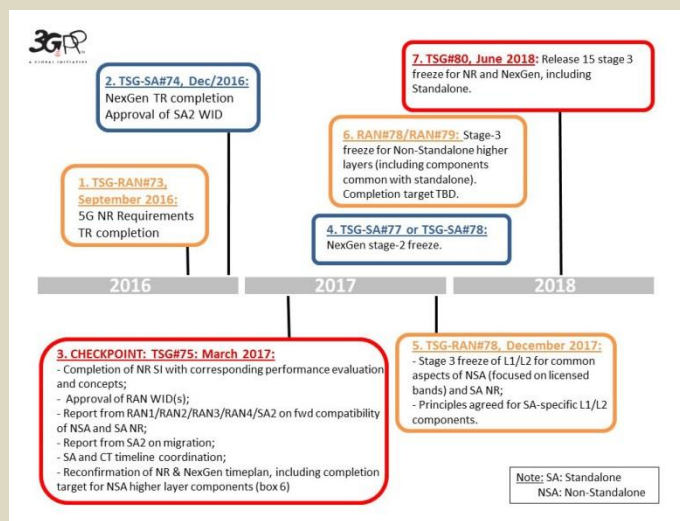 3GPP
A GLOBAL INITIATIVE
2. TSG-SA#74, Dec/2016:
NexGen TR completion
Approval of SA2 WID
7. TSG#80, June 2018: Release 15 stage 3
freeze for NR and NexGen, including
Standalone.
1. TSG-RAN#73,
September 2016:
5G NR Requirements
TR completion
6. RAN#78/RAN#79: Stage-3
freeze for Non-Standalone higher
layers (including components
common with standalone).
Completion target TBD.
4. TSG-SA#77 or TSG-SA#78:
NexGen stage-2 freeze.
2016
2017
2018
3. CHECKPOINT: TSG#75: March 2017:
- Completion of NR SI with corresponding performance evaluation
and concepts;
- Approval of RAN WID(s);
- Report from RAN1/RAN2/RAN3/RAN4/SA2 on fwd compatibility
of NSA and SA NR;
- Report from SA2 on migration;
- SA and CT timeline coordination;
- Reconfirmation of NR & NexGen timeplan, including completion
target for NSA higher layer components (box 6)
5. TSG-RAN#78, December 2017:
- Stage 3 freeze of L1/L2 for common
aspects of NSA (focused on licensed
bands) and SA NR;
- Principles agreed for SA-specific L1/L2
components.
Note: SA: Standalone
NSA: Non-Standalone